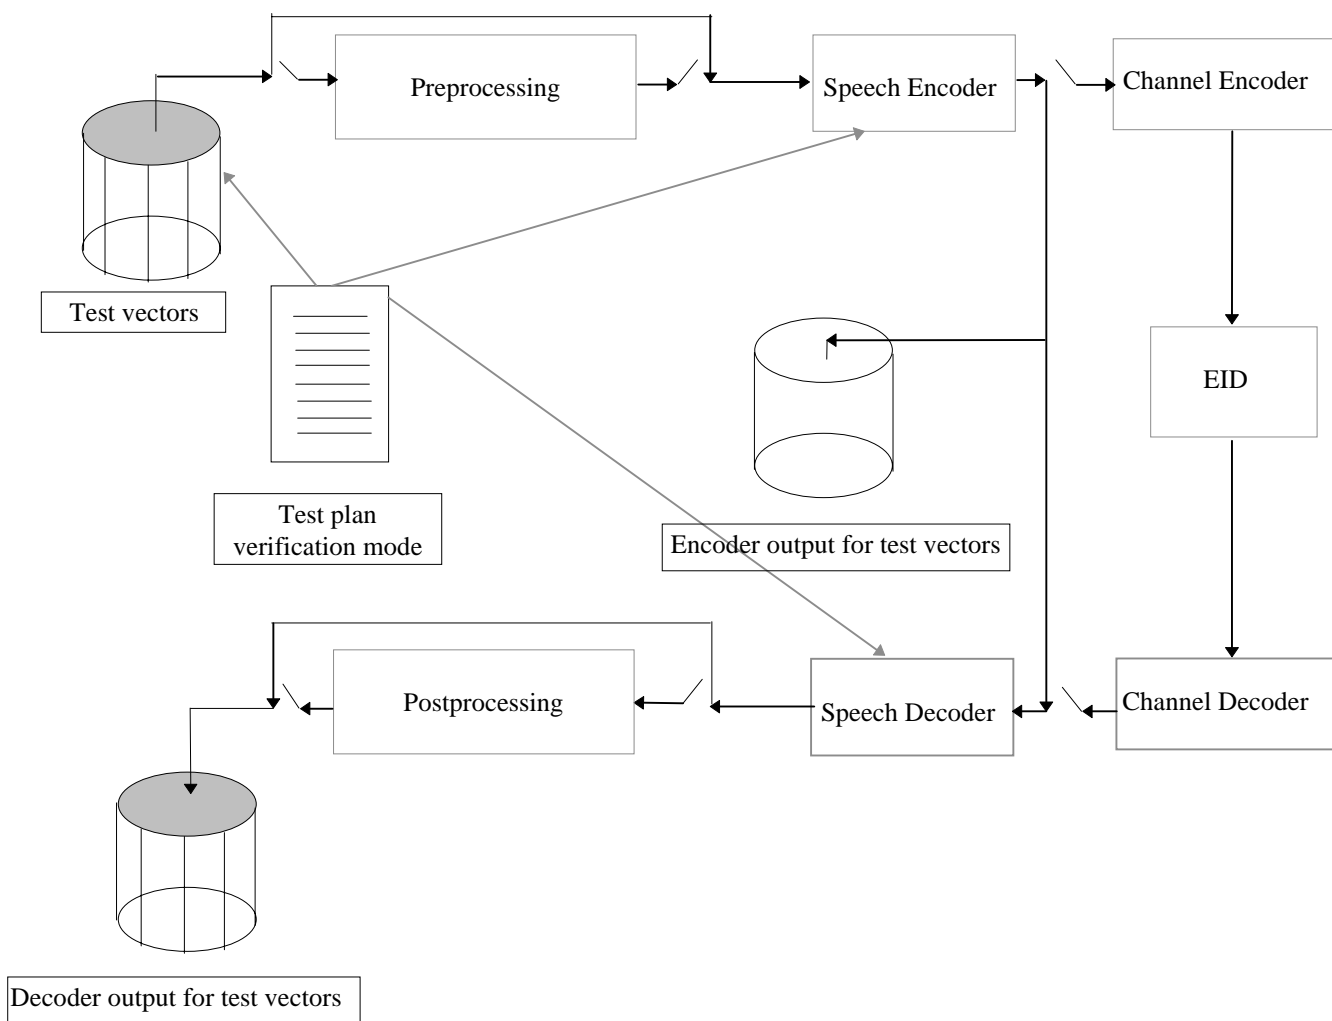 Preprocessing
Speech Encoder
Channel Encoder
Test vectors
EID
Test plan
verification mode
Encoder output for test vectors
Postprocessing
Speech Decoder
Channel Decoder
Decoder output for test vectors